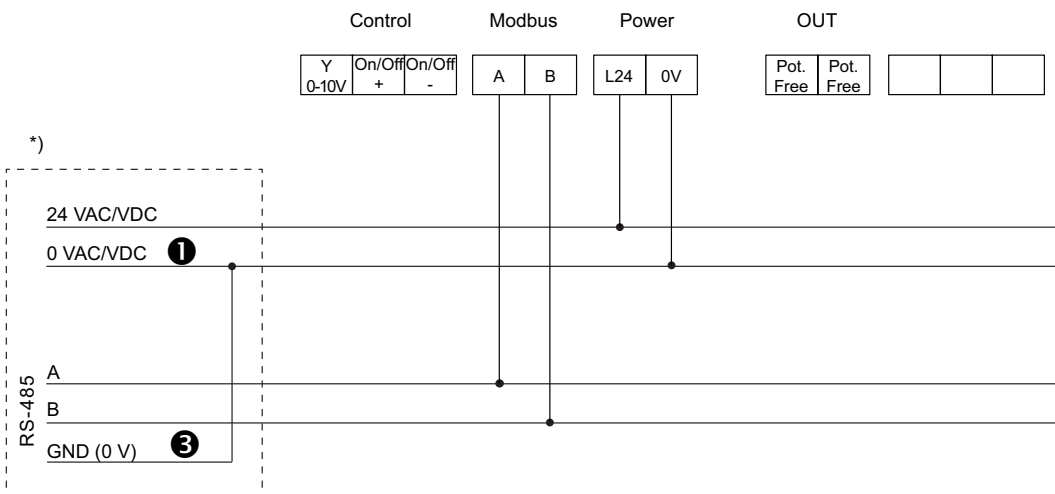 Control Modbus Power OUT
Y 0-10V On/Off + On/Off - A B L24 0V Pot. Free Pot. Free
*)
24 VAC/VDC
0 VAC/VDC ❶
RS-485
A
B
GND (0 V) ❸